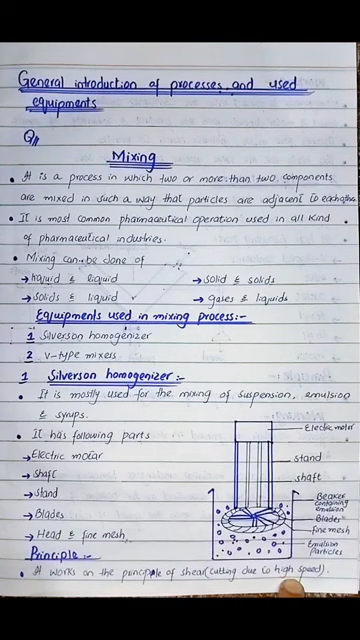 General introduction of processes and used
equipments
Q//
Mixing
• It is a process in which two or more than two components
are mixed in such a way that particles are adjacent to eachother
• It is most common pharmaceutical operation used in all kind
of pharmaceutical industries.
• Mixing can be done of
→ liquid & liquid → solid & solids
→ solids & liquid → gases & liquids
Equipments used in mixing process:-
1 Silverson homogenizer
2 V-type mixers
1 Silverson homogenizer:-
• It is mostly used for the mixing of suspension, emulsion
& syrups.
• It has following parts
→ Electric motor
→ Shaft
→ Stand
→ Blades
→ Head & fine mesh
Electric motor
stand
shaft
Beaker
containing
emulsion
Blades
Fine mesh
Emulsion
particles
Principle:-
• It works on the principle of shear (cutting due to high speed).